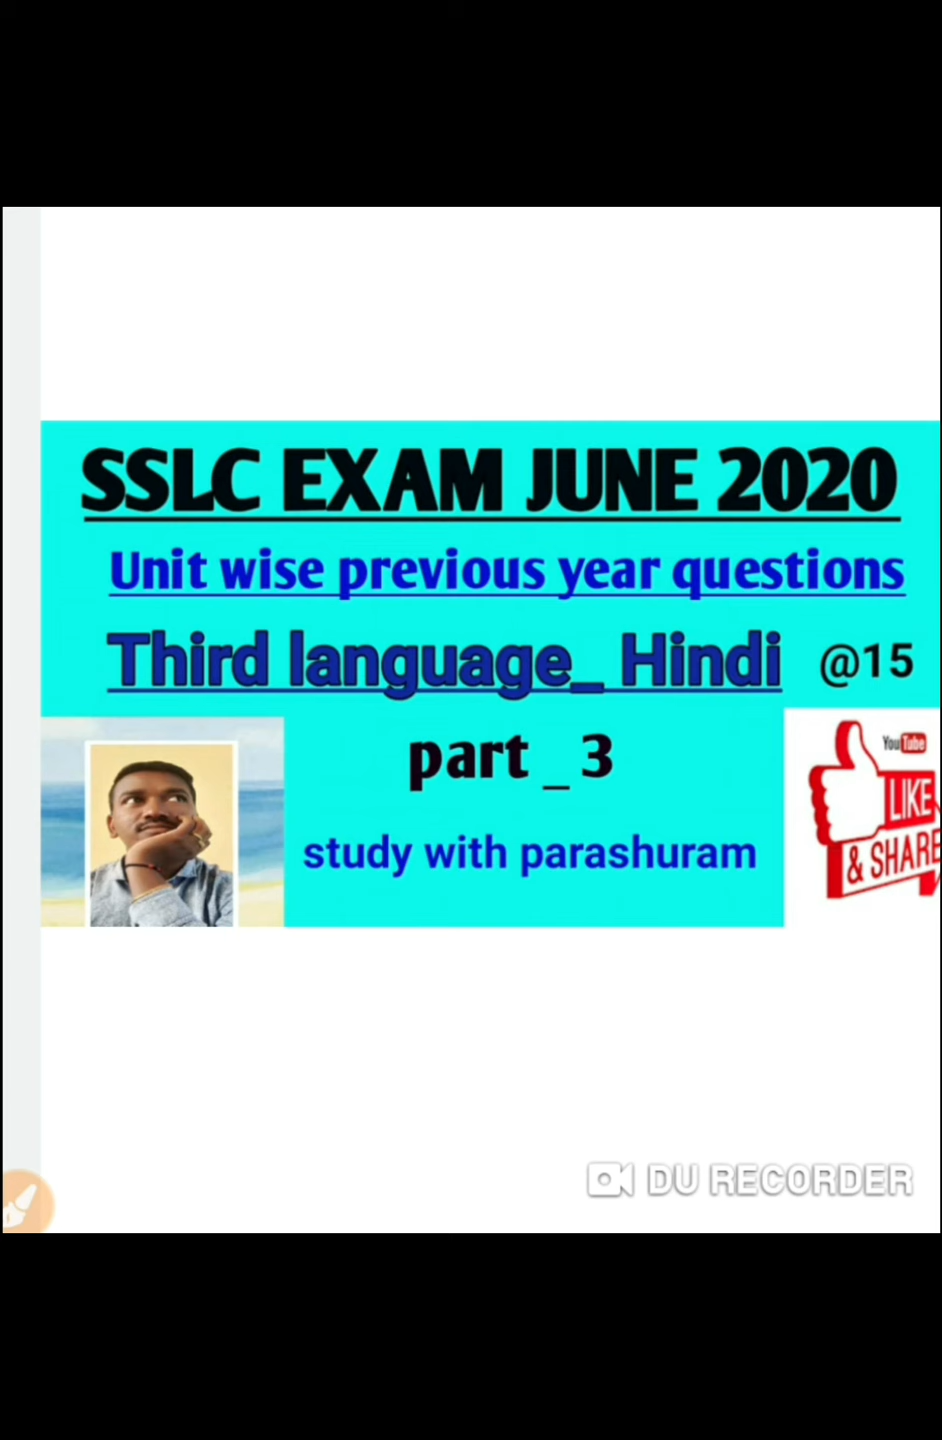 SSLC EXAM JUNE 2020
Unit wise previous year questions
Third language_ Hindi @15
part _ 3
study with parashuram
YouTube
LIKE
& SHARE
DU RECORDER